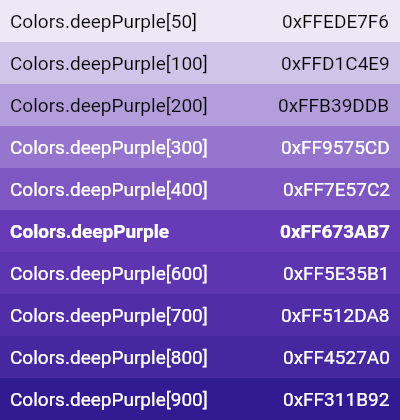 Colors.deepPurple[50] 0xFFEDE7F6
Colors.deepPurple[100] 0xFFD1C4E9
Colors.deepPurple[200] 0xFFB39DDB
Colors.deepPurple[300] 0xFF9575CD
Colors.deepPurple[400] 0xFF7E57C2
Colors.deepPurple 0xFF673AB7
Colors.deepPurple[600] 0xFF5E35B1
Colors.deepPurple[700] 0xFF512DA8
Colors.deepPurple[800] 0xFF4527A0
Colors.deepPurple[900] 0xFF311B92